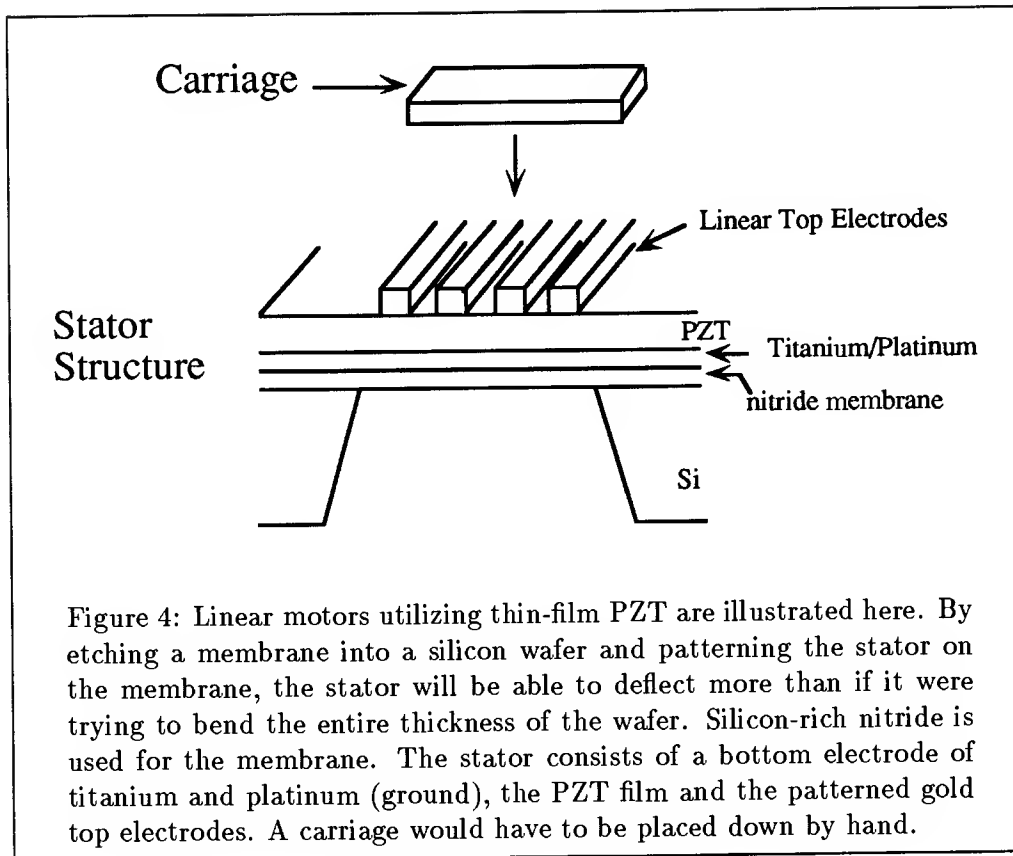 Carriage
Linear Top Electrodes
Stator
Structure
PZT
Titanium/Platinum
nitride membrane
Si
Figure 4: Linear motors utilizing thin-film PZT are illustrated here. By
etching a membrane into a silicon wafer and patterning the stator on
the membrane, the stator will be able to deflect more than if it were
trying to bend the entire thickness of the wafer. Silicon-rich nitride is
used for the membrane. The stator consists of a bottom electrode of
titanium and platinum (ground), the PZT film and the patterned gold
top electrodes. A carriage would have to be placed down by hand.